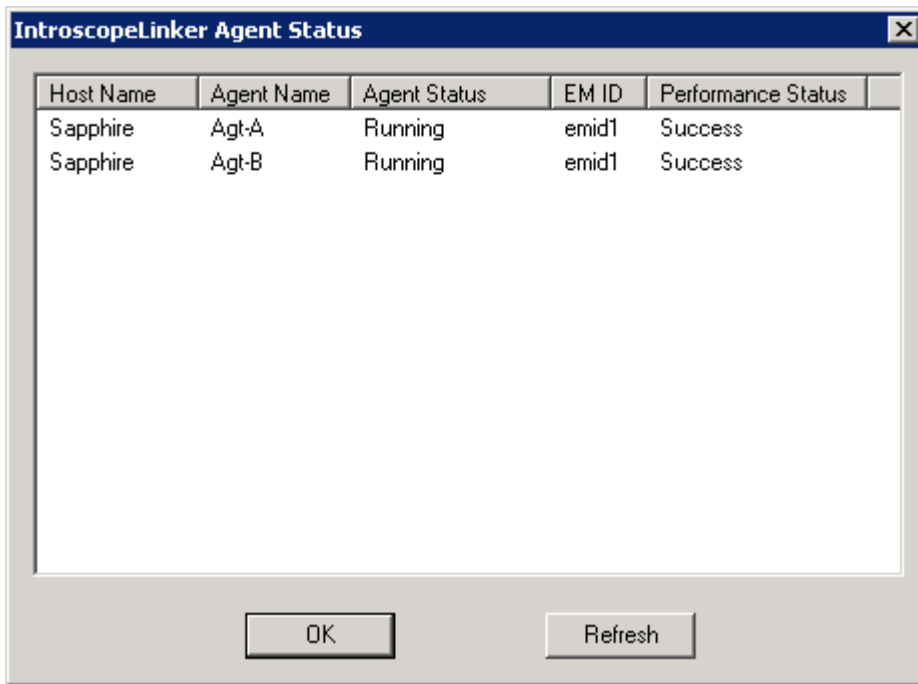 IntroscopeLinker Agent Status
Host Name Agent Name Agent Status EM ID Performance Status
Sapphire Agt-A Running emid1 Success
Sapphire Agt-B Running emid1 Success
OK Refresh